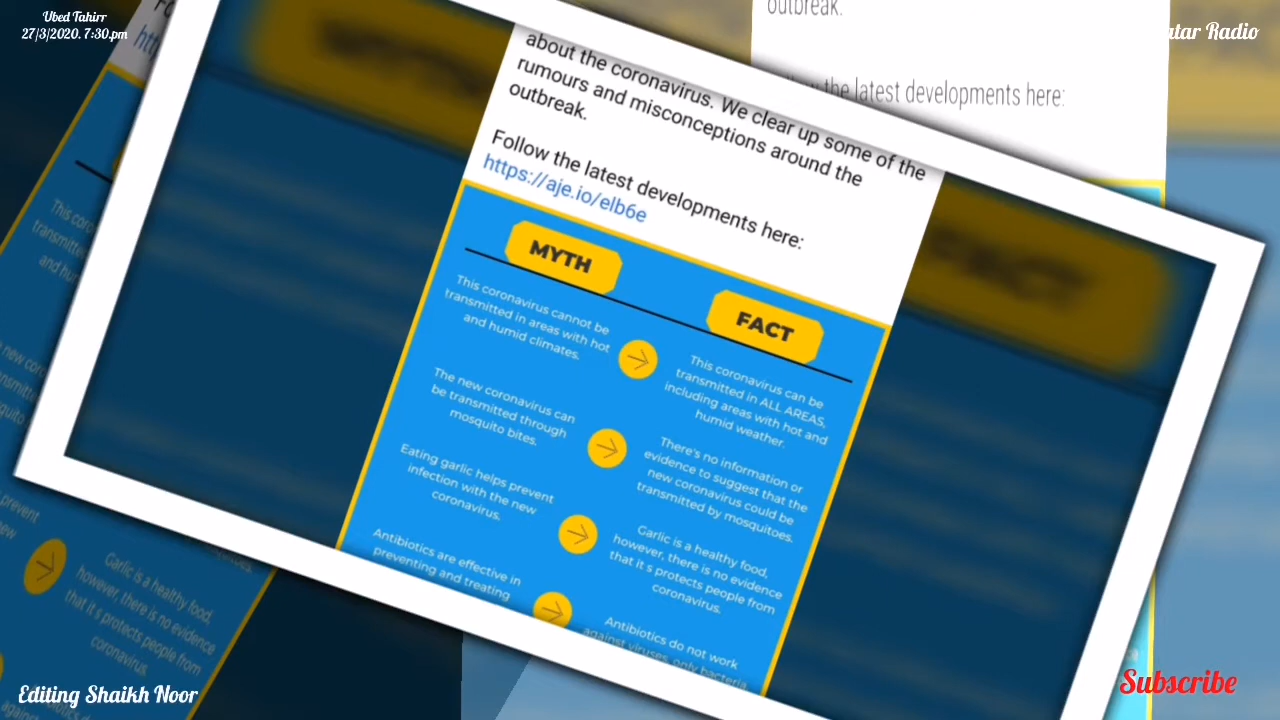 Ubed Tahirr
27/3/2020. 7:30.pm
outbreak.
the latest developments here:
Radio
about the coronavirus. We clear up some of the
rumours and misconceptions around the
outbreak.
Follow the latest developments here:
https://aje.io/elb6e
MYTH
FACT
This coronavirus cannot be
transmitted in areas with hot
and humid climates.
This coronavirus can be
transmitted in ALL AREAS,
including areas with hot and
humid weather.
The new coronavirus can
be transmitted through
mosquito bites.
There's no information or
evidence to suggest that the
new coronavirus could be
transmitted by mosquitoes.
Eating garlic helps prevent
infection with the new
coronavirus.
Garlic is a healthy food,
however, there is no evidence
that it s protects people from
coronavirus.
Antibiotics are effective in
preventing and treating
Antibiotics do not work
against viruses, only bacteria
FACT
prevent
Garlic is a healthy food,
however, there is no evidence
that it s protects people from
coronavirus.
Editing Shaikh Noor
Subscribe